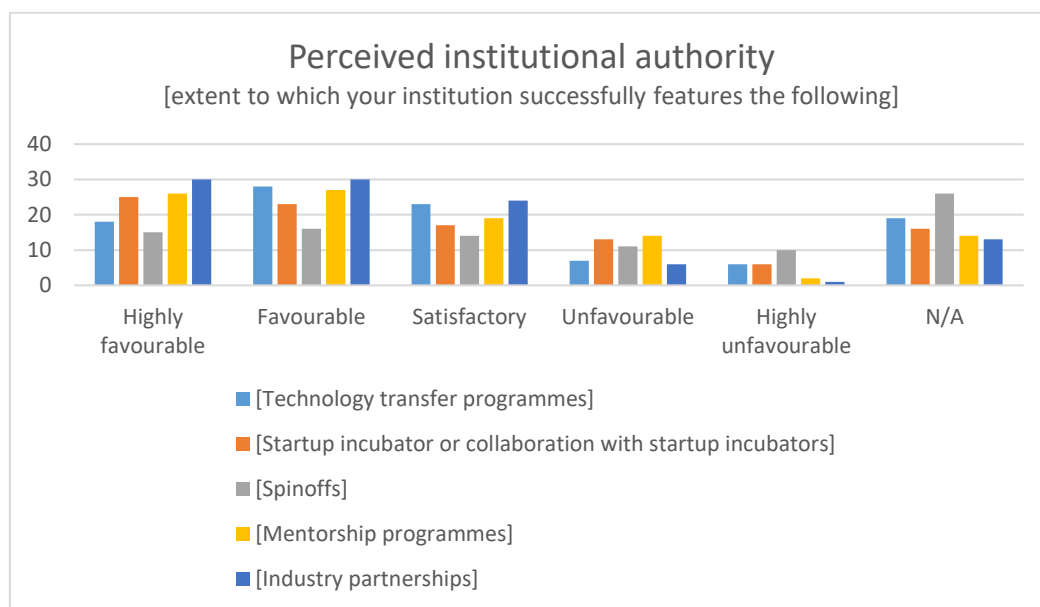 Perceived institutional authority
[extent to which your institution successfully features the following]
40
30
20
10
0
Highly favourable
Favourable
Satisfactory
Unfavourable
Highly unfavourable
N/A
[Technology transfer programmes]
[Startup incubator or collaboration with startup incubators]
[Spinoffs]
[Mentorship programmes]
[Industry partnerships]